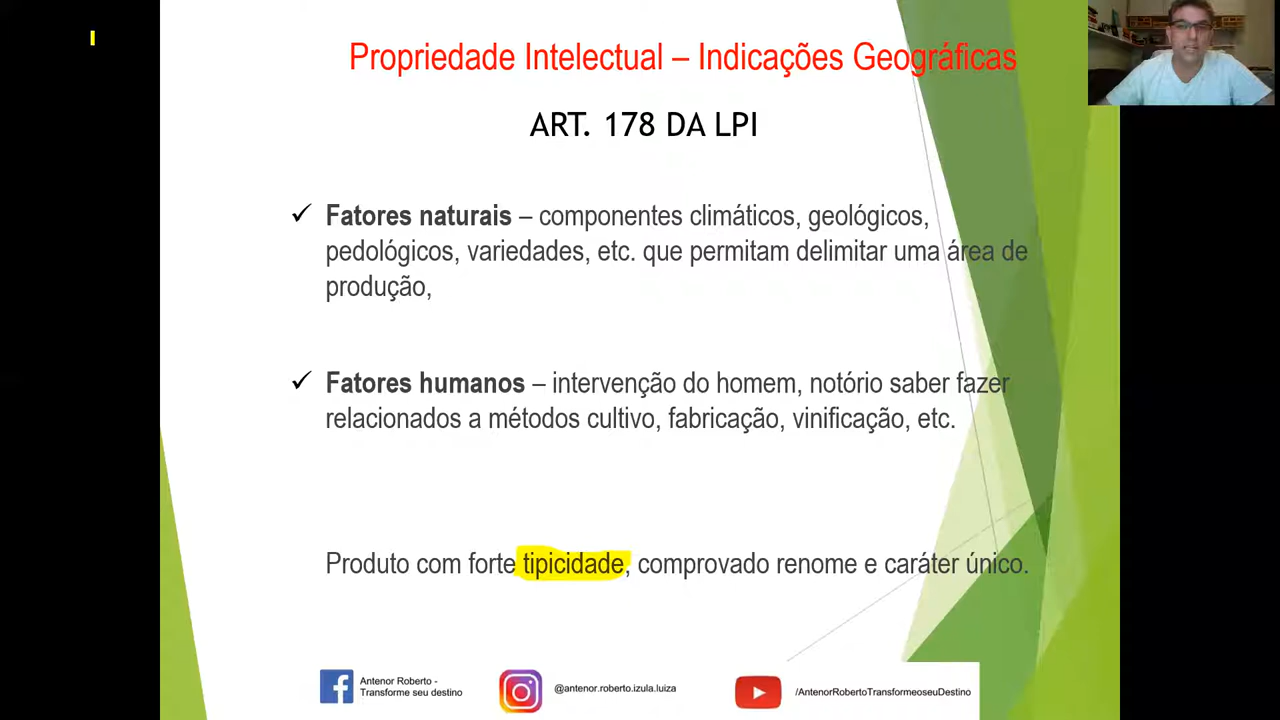 Propriedade Intelectual – Indicações Geográficas
ART. 178 DA LPI
✓ Fatores naturais – componentes climáticos, geológicos,
pedológicos, variedades, etc. que permitam delimitar uma área de
produção,
✓ Fatores humanos – intervenção do homem, notório saber fazer
relacionados a métodos cultivo, fabricação, vinificação, etc.
Produto com forte tipicidade, comprovado renome e caráter único.
Antenor Roberto -
Transforme seu destino
@antenor.roberto.izula.luiza
/AntenorRobertoTransformeoseuDestino